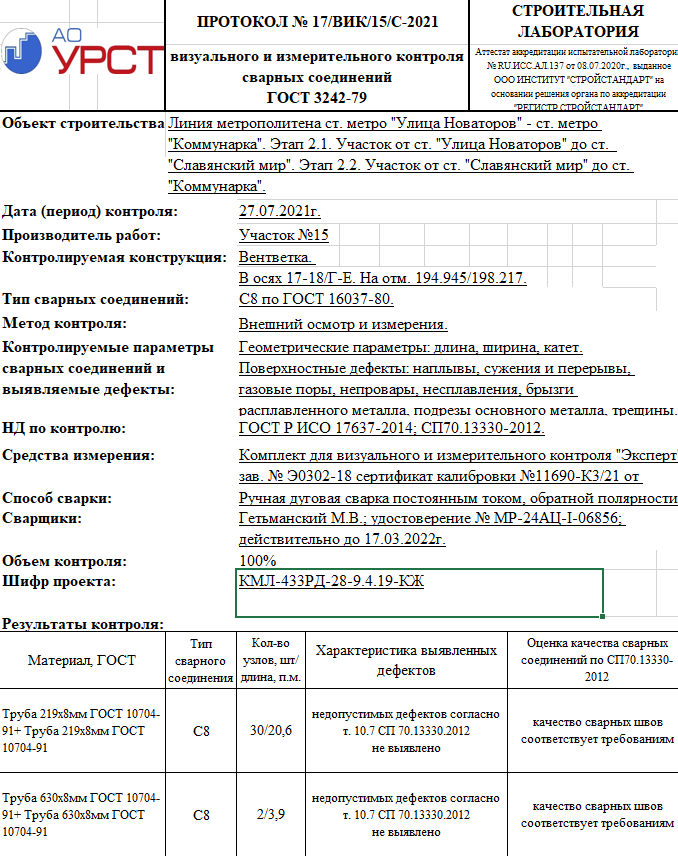 АО
УРСТ
ПРОТОКОЛ № 17/ВИК/15/С-2021
визуального и измерительного контроля
сварных соединений
ГОСТ 3242-79
СТРОИТЕЛЬНАЯ
ЛАБОРАТОРИЯ
Аттестат аккредитации испытательной лаборатори
№ RU.ИСС.АЛ.137 от 08.07.2020г., выданное
ООО ИНСТИТУТ "СТРОЙСТАНДАРТ" на
основании решения органа по аккредитации
"РЕГИСТР СТРОЙСТАНДАРТ"
Объект строительства
Линия метрополитена ст. метро "Улица Новаторов" - ст. метро
"Коммунарка". Этап 2.1. Участок от ст. "Улица Новаторов" до ст.
"Славянский мир". Этап 2.2. Участок от ст. "Славянский мир" до ст.
"Коммунарка".
Дата (период) контроля: 27.07.2021г.
Производитель работ: Участок №15
Контролируемая конструкция: Вентветка.
В осях 17-18/Г-Е. На отм. 194.945/198.217.
Тип сварных соединений: С8 по ГОСТ 16037-80.
Метод контроля: Внешний осмотр и измерения.
Контролируемые параметры Геометрические параметры: длина, ширина, катет.
сварных соединений и Поверхностные дефекты: наплывы, сужения и перерывы,
выявляемые дефекты: газовые поры, непровары, несплавления, брызги
расплавленного металла, подрезы основного металла, трещины.
НД по контролю: ГОСТ Р ИСО 17637-2014; СП70.13330-2012.
Средства измерения: Комплект для визуального и измерительного контроля "Эксперт"
зав. № Э0302-18 сертификат калибровки №11690-К3/21 от
Способ сварки: Ручная дуговая сварка постоянным током, обратной полярности
Сварщики: Гетьманский М.В.; удостоверение № МР-24АЦ-I-06856;
действительно до 17.03.2022г.
Объем контроля: 100%
Шифр проекта: КМЛ-433РД-28-9.4.19-КЖ
Результаты контроля:
Материал, ГОСТ
Тип
сварного
соединения
Кол-во
узлов, шт/
длина, п.м.
Характеристика выявленных
дефектов
Оценка качества сварных
соединений по СП70.13330-
2012
Труба 219х8мм ГОСТ 10704-
91+ Труба 219х8мм ГОСТ
10704-91
С8
30/20,6
недопустимых дефектов согласно
т. 10.7 СП 70.13330.2012
не выявлено
качество сварных швов
соответствует требованиям
Труба 630х8мм ГОСТ 10704-
91+ Труба 630х8мм ГОСТ
10704-91
С8
2/3,9
недопустимых дефектов согласно
т. 10.7 СП 70.13330.2012
не выявлено
качество сварных швов
соответствует требованиям